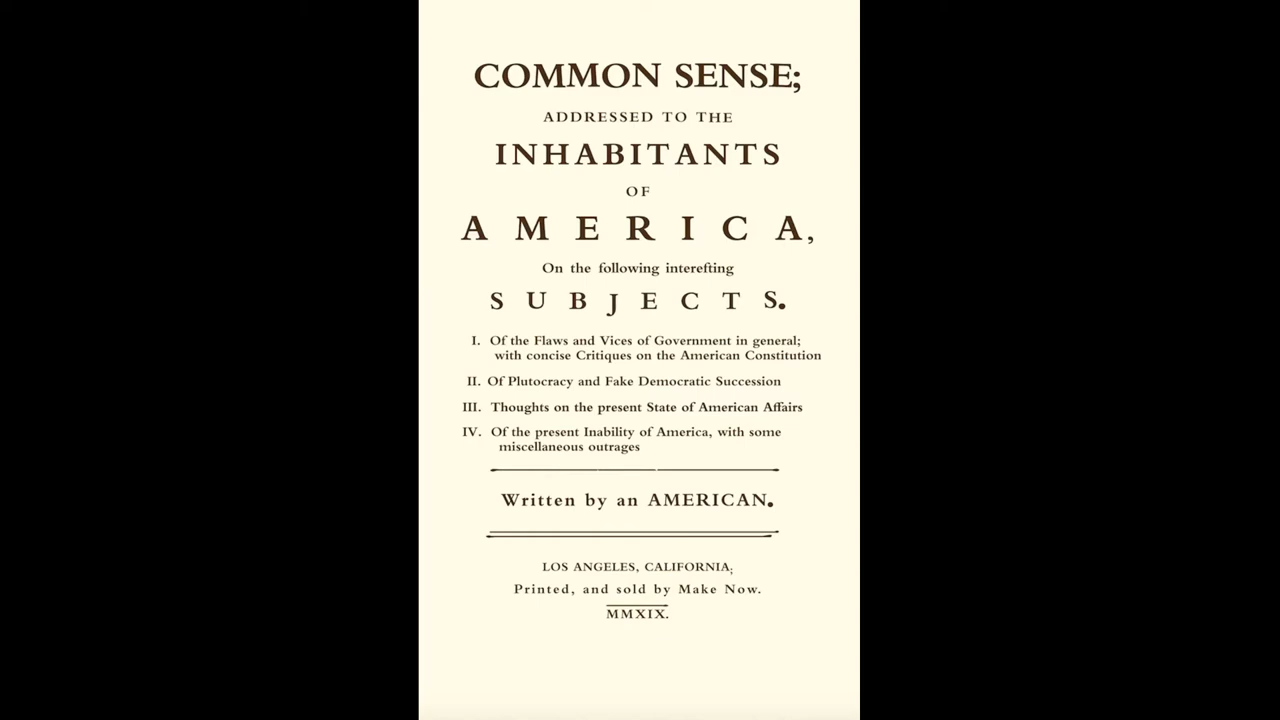 COMMON SENSE;
ADDRESSED TO THE
INHABITANTS
OF
AMERICA,
On the following interefting
SUBJECTS.
I. Of the Flaws and Vices of Government in general;
with concise Critiques on the American Constitution
II. Of Plutocracy and Fake Democratic Succession
III. Thoughts on the present State of American Affairs
IV. Of the present Inability of America, with some
miscellaneous outrages
Written by an AMERICAN.
LOS ANGELES, CALIFORNIA;
Printed, and sold by Make Now.
MMXIX.